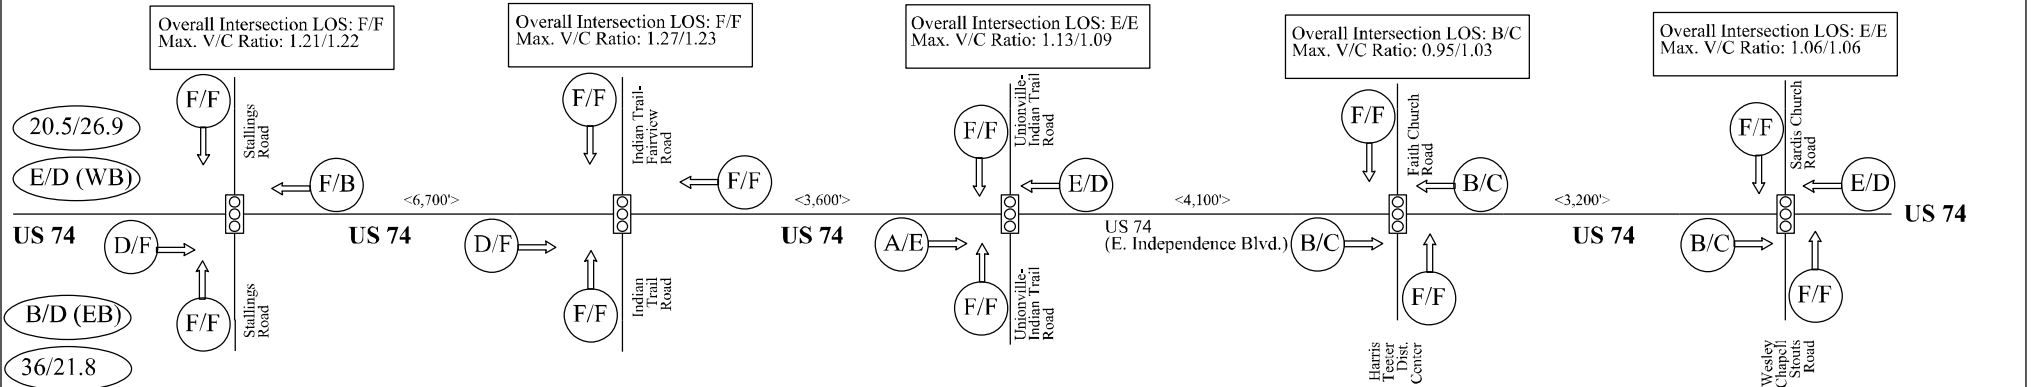 Overall Intersection LOS: F/F
Max. V/C Ratio: 1.21/1.22
Overall Intersection LOS: F/F
Max. V/C Ratio: 1.27/1.23
Overall Intersection LOS: E/E
Max. V/C Ratio: 1.13/1.09
Overall Intersection LOS: B/C
Max. V/C Ratio: 0.95/1.03
Overall Intersection LOS: E/E
Max. V/C Ratio: 1.06/1.06
20.5/26.9
E/D (WB)
F/F
Stallings
Road
F/B
<6,700'>
F/F
Indian Trail-
Fairview
Road
F/F
<3,600'>
F/F
Unionville-
Indian Trail
Road
E/D
<4,100'>
F/F
Faith Church
Road
B/C
<3,200'>
F/F
Sardis Church
Road
E/D
US 74
US 74
D/F
US 74
D/F
US 74
A/E
US 74
(E. Independence Blvd.)
B/C
US 74
B/C
B/D (EB)
36/21.8
F/F
Stallings
Road
F/F
Indian
Trail
Road
F/F
Unionville-
Indian Trail
Road
F/F
Harris
Teeter
Dist.
Center
F/F
Wesley
Chapel
Stouts
Road